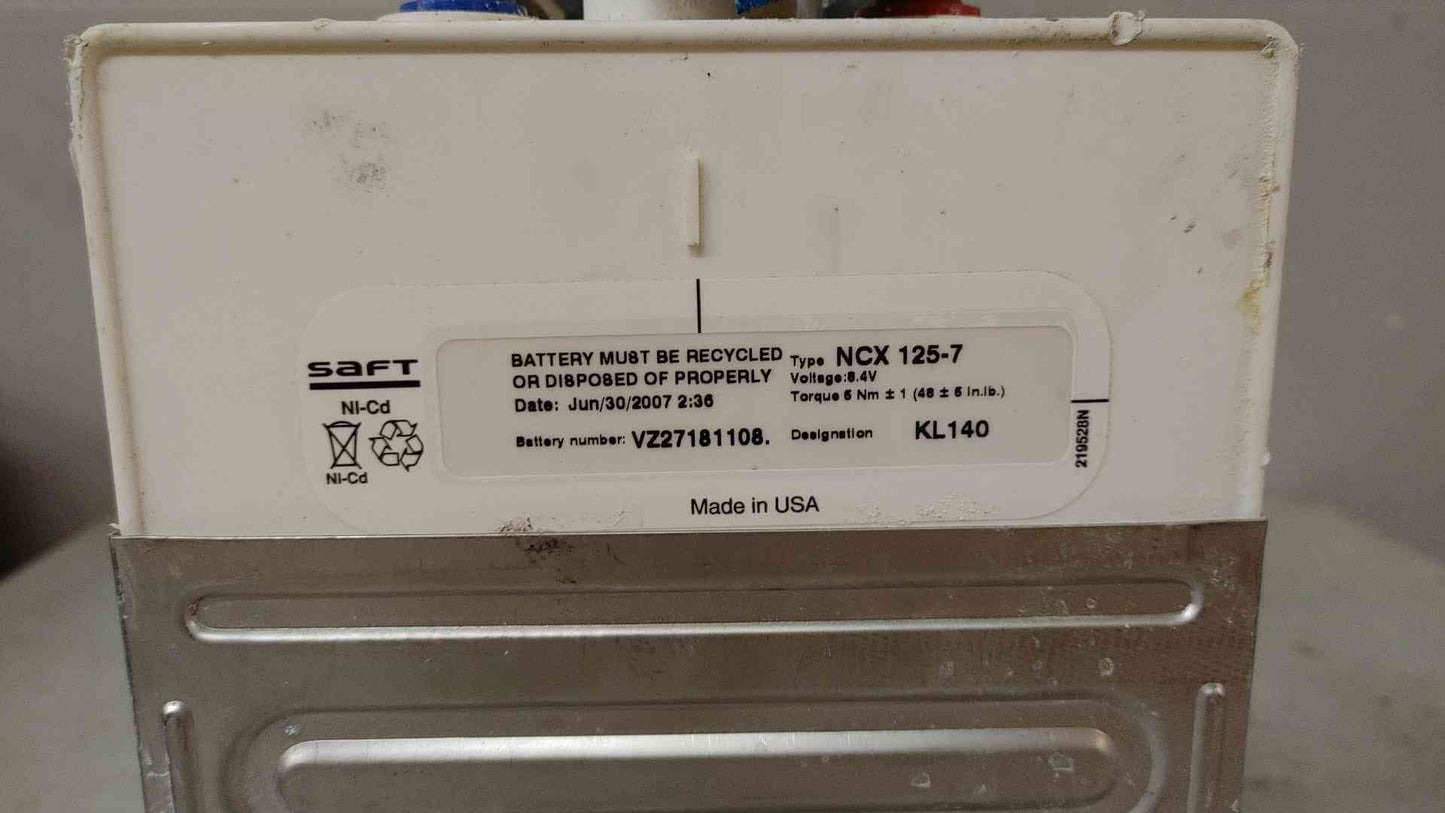 saft
Ni-Cd
Ni-Cd
BATTERY MUST BE RECYCLED
OR DISPOSED OF PROPERLY
Date: Jun/30/2007 2:36
Battery number: VZ27181108.
Type NCX 125-7
Voltage:8.4V
Torque 5 Nm ± 1 (46 ± 5 in.lb.)
Designation KL140
219528N
Made in USA